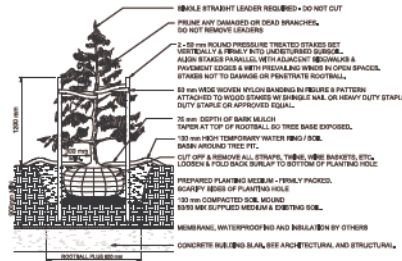 SINGLE STRAIGHT LEADER REQUIRED - DO NOT CUT
PRUNE ANY DAMAGED OR DEAD BRANCHES.
DO NOT REMOVE LEADERS
2 - 50 mm ROUND PRESSURE TREATED STAKES SET
VERTICALLY & FIRMLY INTO UNDISTURBED SUBSOIL.
ALIGN STAKES PARALLEL WITH ADJACENT SIDEWALKS &
PAVEMENT EDGES & WITH PREVAILING WINDS IN OPEN SPACES.
STAKES NOT TO DAMAGE OR PENETRATE ROOTBALL.
50 mm WIDE WOVEN NYLON BANDING IN FIGURE 8 PATTERN
ATTACHED TO WOOD STAKES W/ SHINGLE NAIL OR HEAVY DUTY STAPLE
DUTY STAPLE OR APPROVED EQUAL.
75 mm DEPTH OF BARK MULCH
TAPER AT TOP OF ROOTBALL SO TREE BASE EXPOSED.
100 mm HIGH TEMPORARY WATER RING / SOIL
BASIN AROUND TREE PIT.
CUT OFF & REMOVE ALL STRAPS, TWINE, WIRE BASKETS, ETC.
LOOSEN & FOLD BACK BURLAP TO BOTTOM OF PLANTING HOLE
PREPARED PLANTING MEDIUM - FIRMLY PACKED.
SCARIFY SIDES OF PLANTING HOLE
100 mm COMPACTED SOIL MOUND
50/50 MIX SUPPLIED MEDIUM & EXISTING SOIL.
MEMBRANE, WATERPROOFING AND INSULATION BY OTHERS
CONCRETE BUILDING SLAB, SEE ARCHITECTURAL AND STRUCTURAL.
1200 mm
ROOTBALL PLUS 600 mm